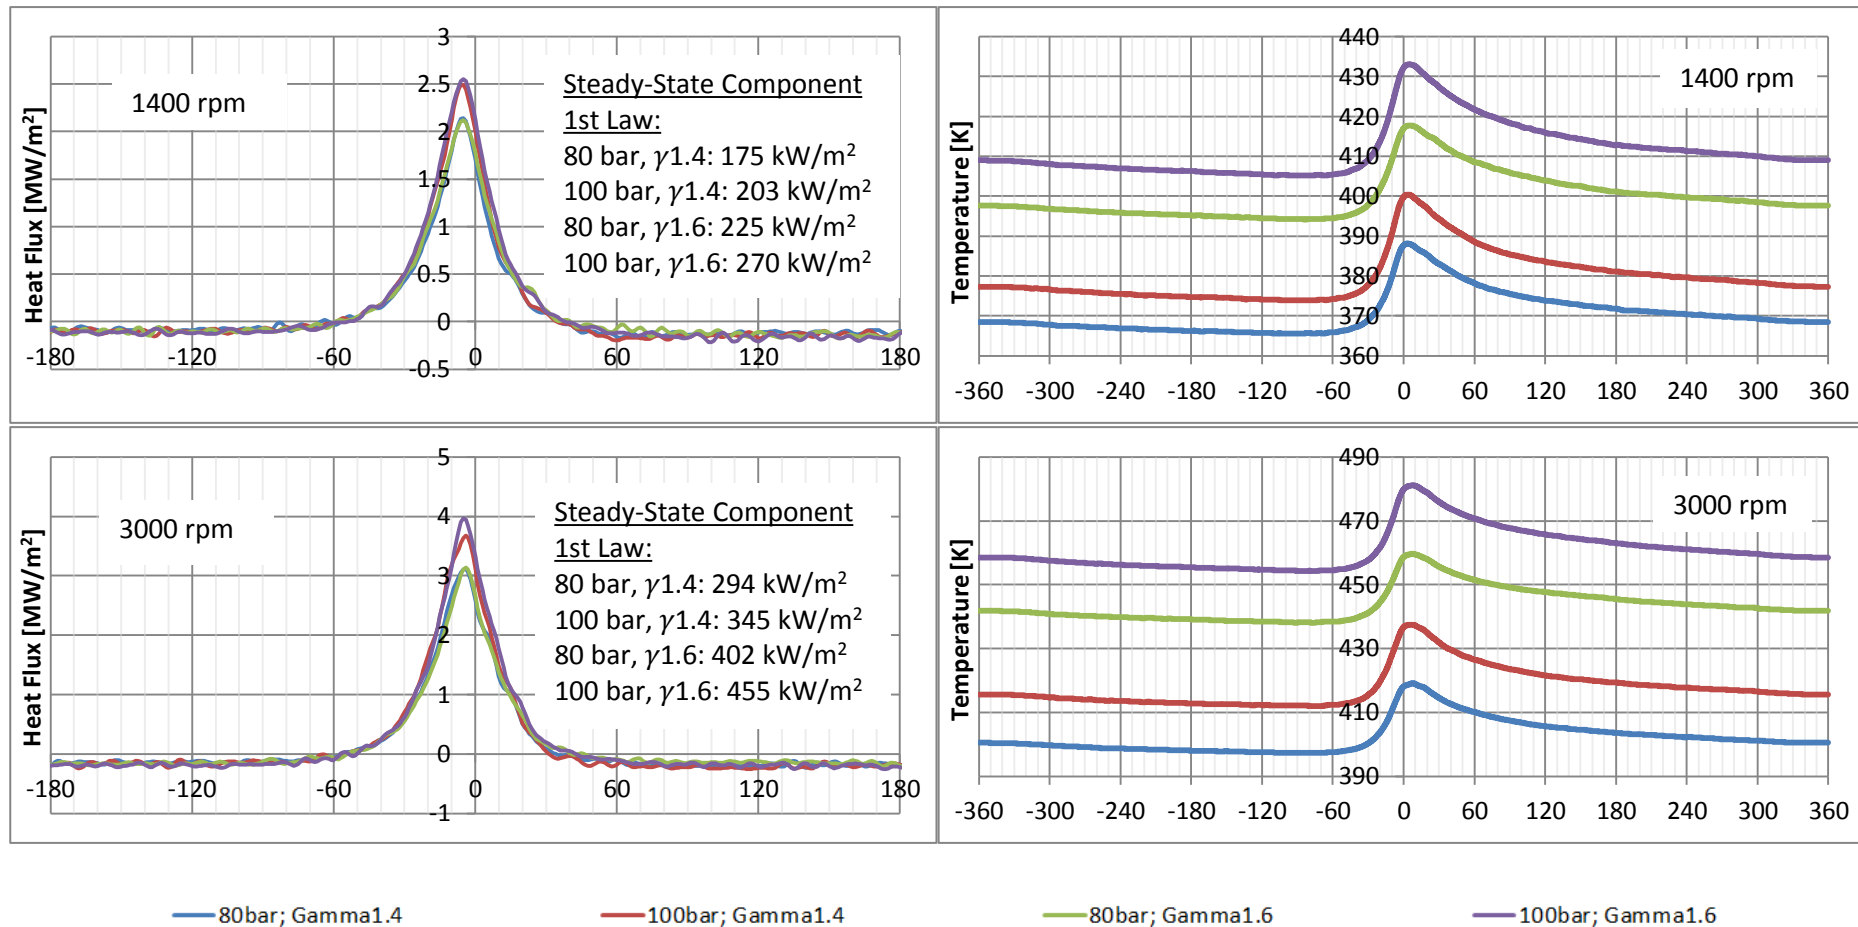 Heat Flux [MW/m²]
3
2.5
2
1.5
1
0.5
0
-0.5
-180 -120 -60 0 60 120 180
1400 rpm
Steady-State Component
1st Law:
80 bar, γ1.4: 175 kW/m²
100 bar, γ1.4: 203 kW/m²
80 bar, γ1.6: 225 kW/m²
100 bar, γ1.6: 270 kW/m²
Temperature [K]
440
430
420
410
400
390
380
370
360
-360 -300 -240 -180 -120 -60 0 60 120 180 240 300 360
1400 rpm
Heat Flux [MW/m²]
5
4
3
2
1
0
-1
-180 -120 -60 0 60 120 180
3000 rpm
Steady-State Component
1st Law:
80 bar, γ1.4: 294 kW/m²
100 bar, γ1.4: 345 kW/m²
80 bar, γ1.6: 402 kW/m²
100 bar, γ1.6: 455 kW/m²
Temperature [K]
490
470
450
430
410
390
-360 -300 -240 -180 -120 -60 0 60 120 180 240 300 360
3000 rpm
80bar; Gamma1.4 100bar; Gamma1.4 80bar; Gamma1.6 100bar; Gamma1.6